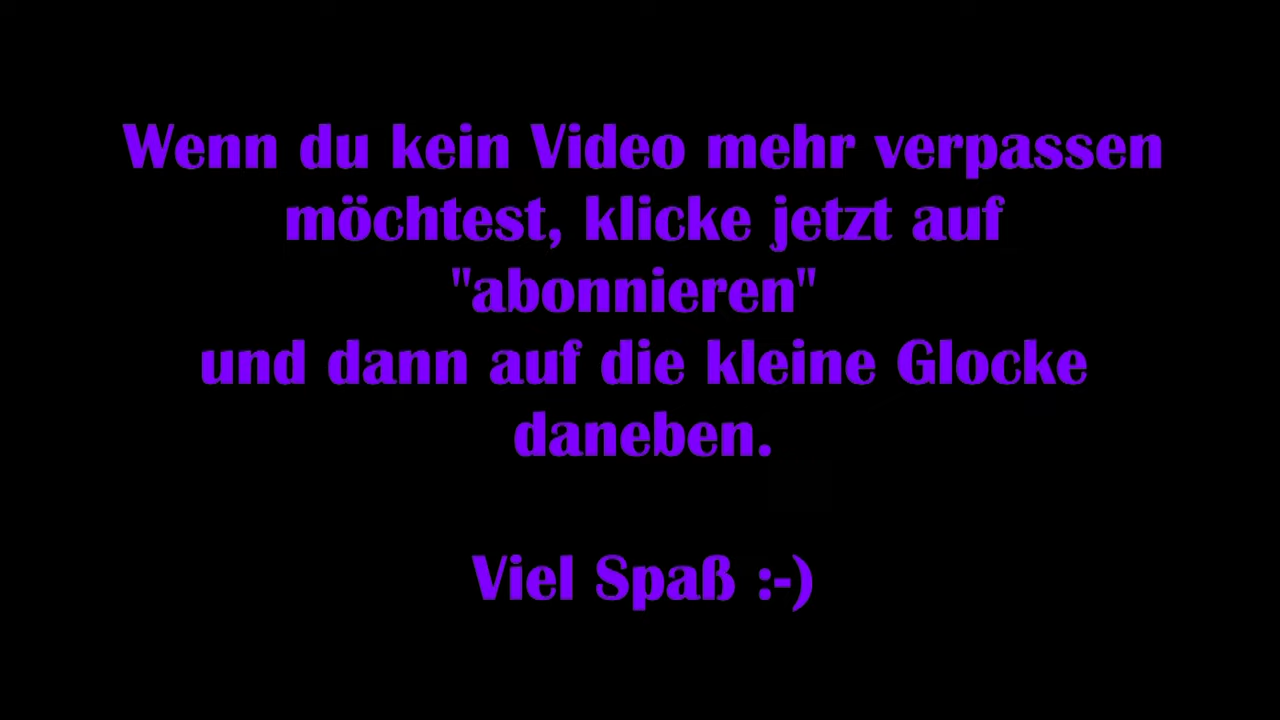 Wenn du kein Video mehr verpassen
möchtest, klicke jetzt auf
"abonnieren"
und dann auf die kleine Glocke
daneben.
Viel Spaß :-)